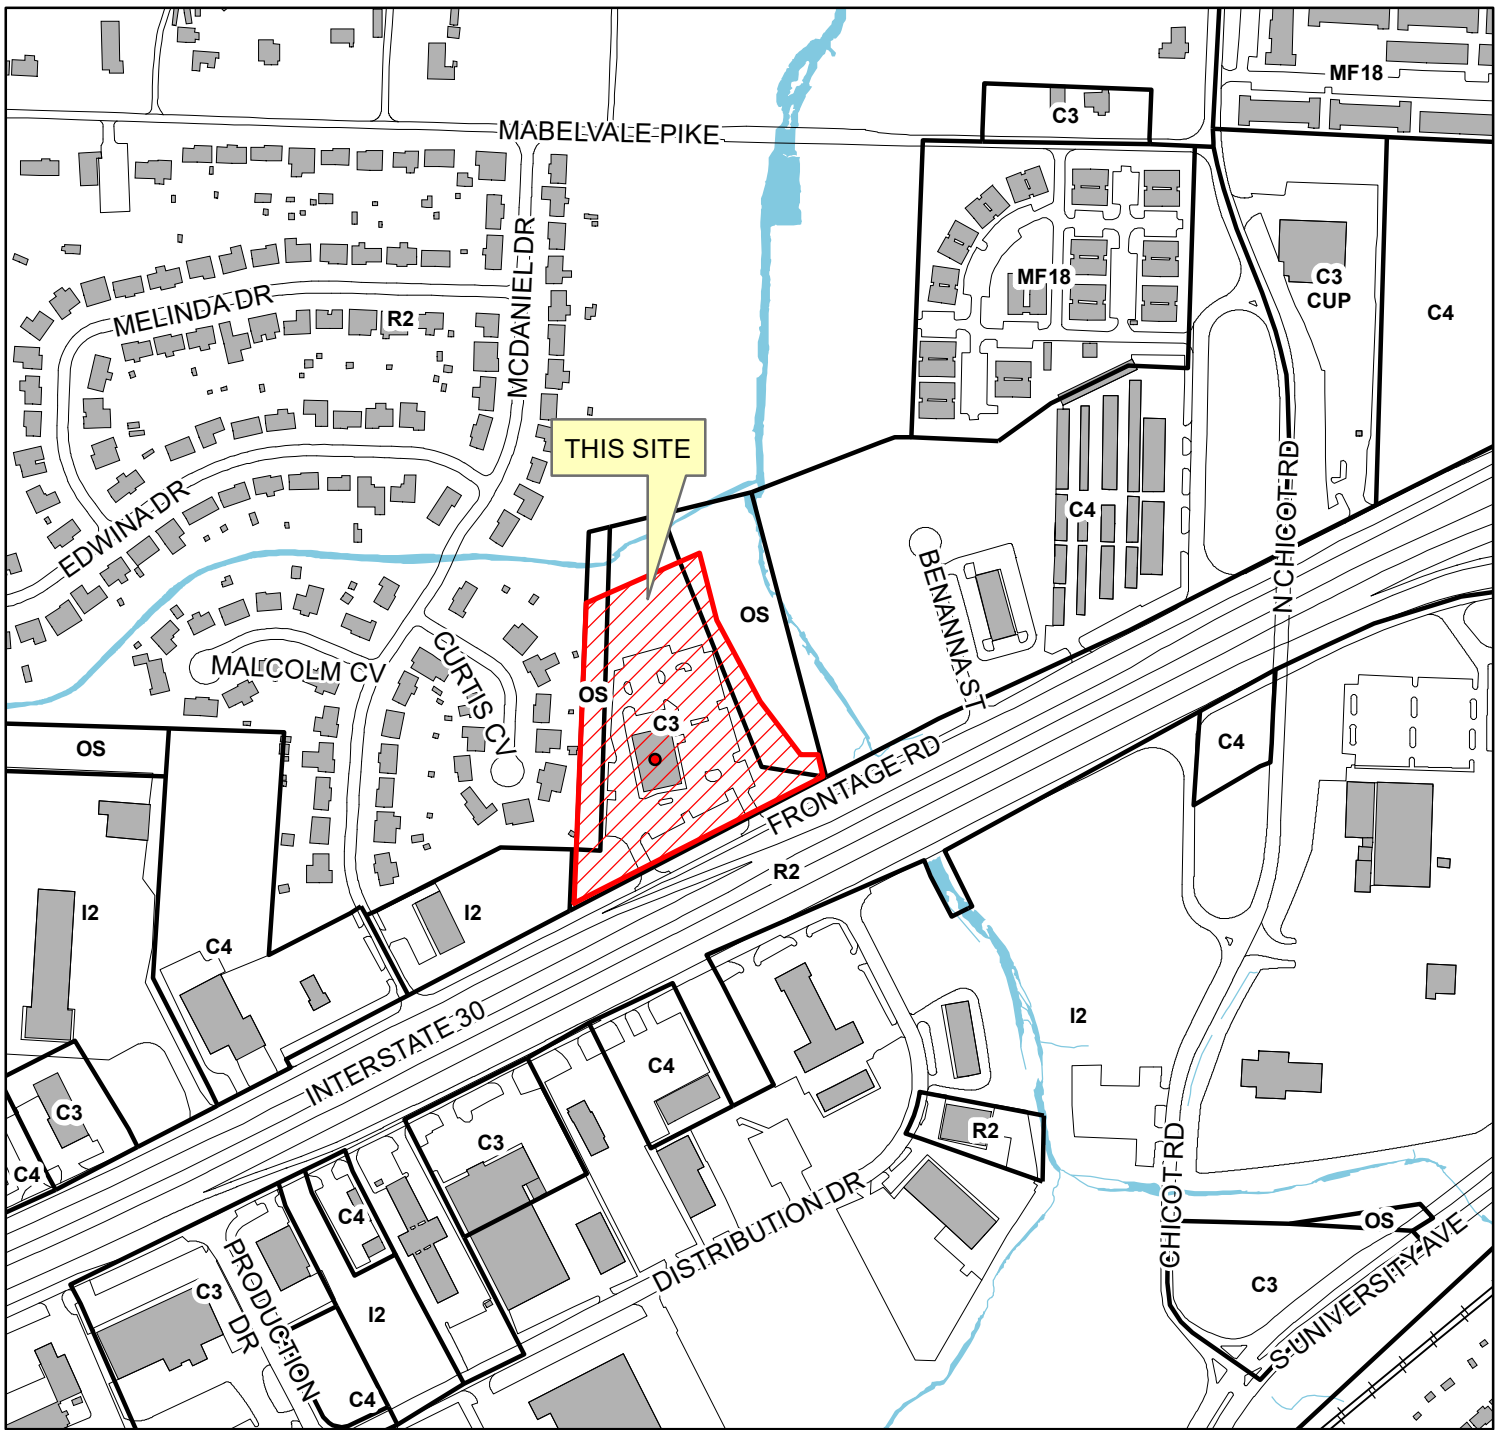 MF18
C3
MABELVALE PIKE
MCDANIEL DR
MF18
C3
CUP
C4
MELINDA DR
R2
THIS SITE
EDWINA DR
C4
N CHICOT RD
BENANNA ST
OS
MALCOLM CV
CURTIS CV
OS
C3
OS
C4
FRONTAGE RD
R2
I2
I2
C4
INTERSTATE 30
I2
C4
C3
C4
C3
R2
CHICOT RD
C4
DISTRIBUTION DR
OS
C3
S UNIVERSITY AVE
PRODUCTION DR
C3
I2
C4